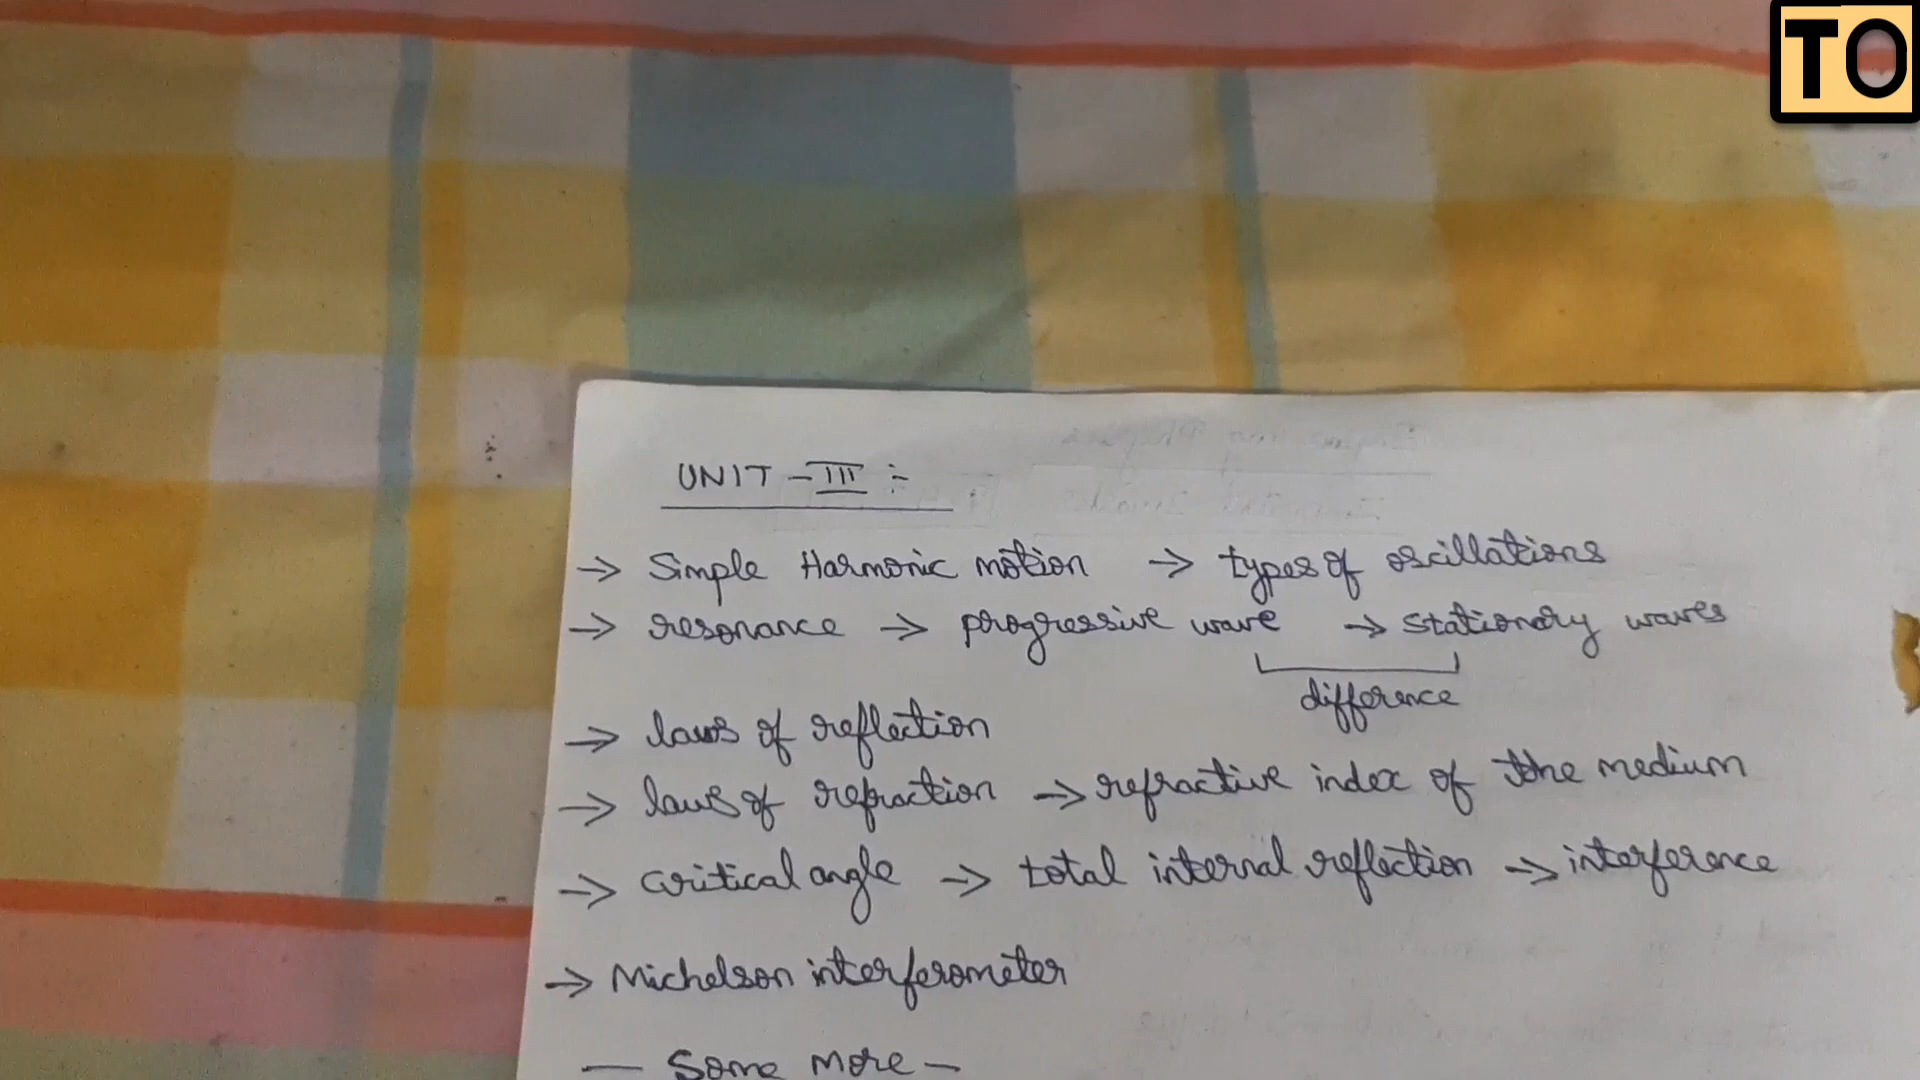 TO
UNIT - III :-
→ Simple Harmonic motion → types of oscillations
→ resonance → progressive wave → stationary waves
difference
→ laws of reflection
→ laws of refraction → refractive index of the medium
→ critical angle → total internal reflection → interference
→ Michelson interferometer
— Some more —